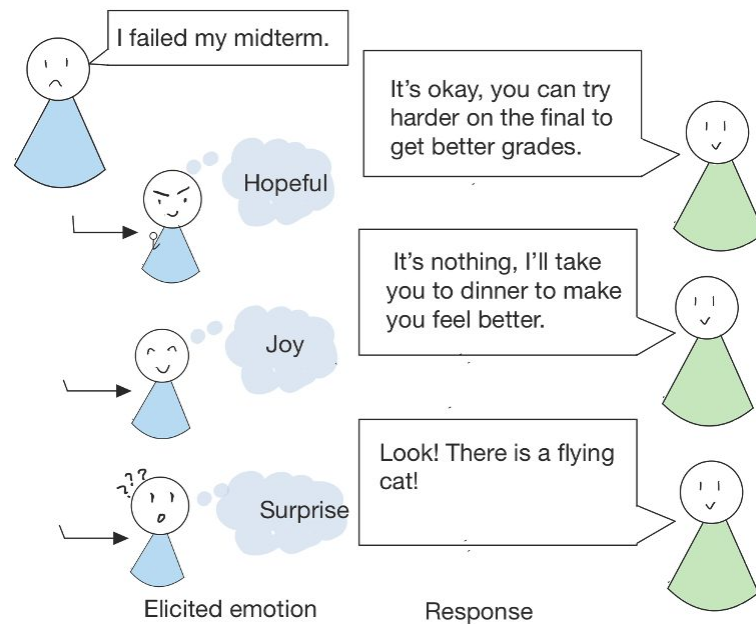 I failed my midterm.
It's okay, you can try
harder on the final to
get better grades.
Hopeful
It's nothing, I'll take
you to dinner to make
you feel better.
Joy
Look! There is a flying
cat!
???
Surprise
Elicited emotion
Response